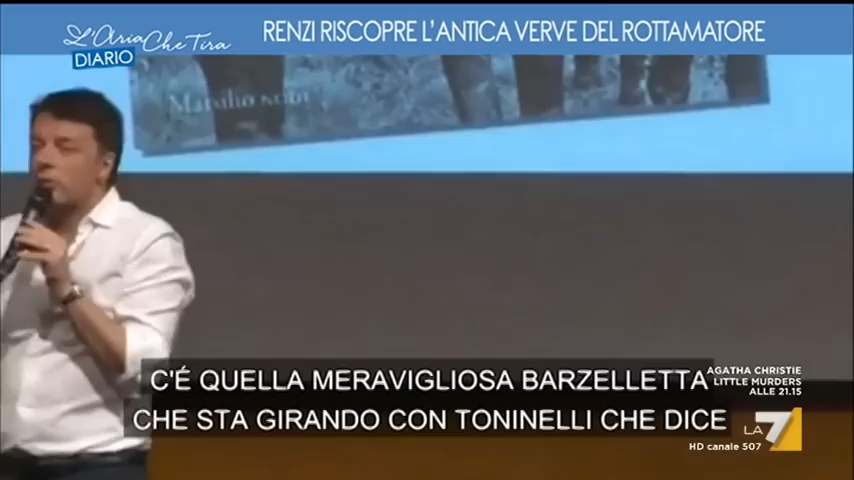 L'Aria Che Tira
DIARIO
RENZI RISCOPRE L'ANTICA VERVE DEL ROTTAMATORE
Marsilio
C'É QUELLA MERAVIGLIOSA BARZELLETTA
CHE STA GIRANDO CON TONINELLI CHE DICE
AGATHA CHRISTIE
LITTLE MURDERS
ALLE 21.15
LA7
HD canale 507